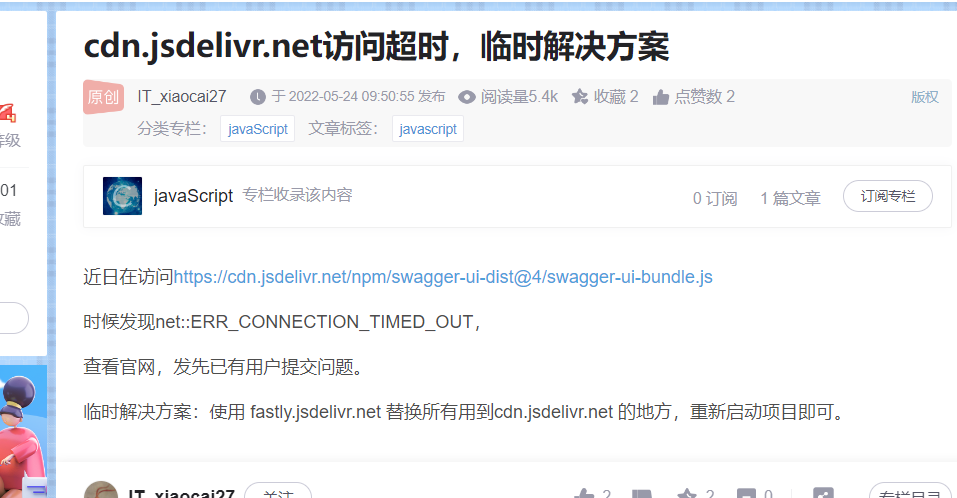 cdn.jsdelivr.net访问超时，临时解决方案
原创 IT_xiaocai27 于 2022-05-24 09:50:55 发布 阅读量5.4k 收藏 2 点赞数 2 版权
分类专栏： javaScript 文章标签： javascript
01
javaScript 专栏收录该内容 0 订阅 1 篇文章 订阅专栏
近日在访问https://cdn.jsdelivr.net/npm/swagger-ui-dist@4/swagger-ui-bundle.js
时候发现net::ERR_CONNECTION_TIMED_OUT，
查看官网，发先已有用户提交问题。
临时解决方案：使用 fastly.jsdelivr.net 替换所有用到cdn.jsdelivr.net 的地方，重新启动项目即可。
IT_xiaocai27 关注 2 2 0 专栏目录